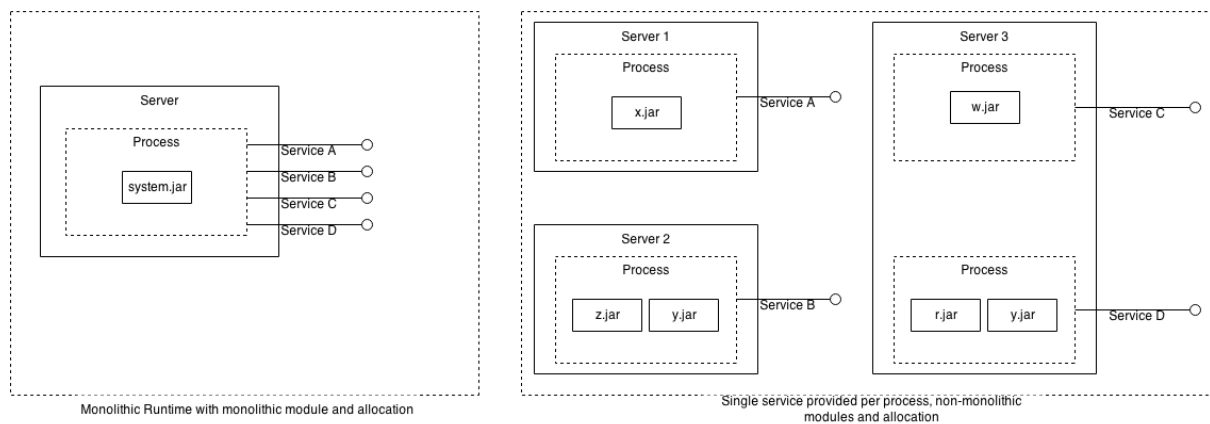 Server
Process
system.jar
Service A
Service B
Service C
Service D
Monolithic Runtime with monolithic module and allocation
Server 1
Process
x.jar
Service A
Server 2
Process
z.jar
y.jar
Service B
Server 3
Process
w.jar
Service C
Process
r.jar
y.jar
Service D
Single service provided per process, non-monolithic
modules and allocation